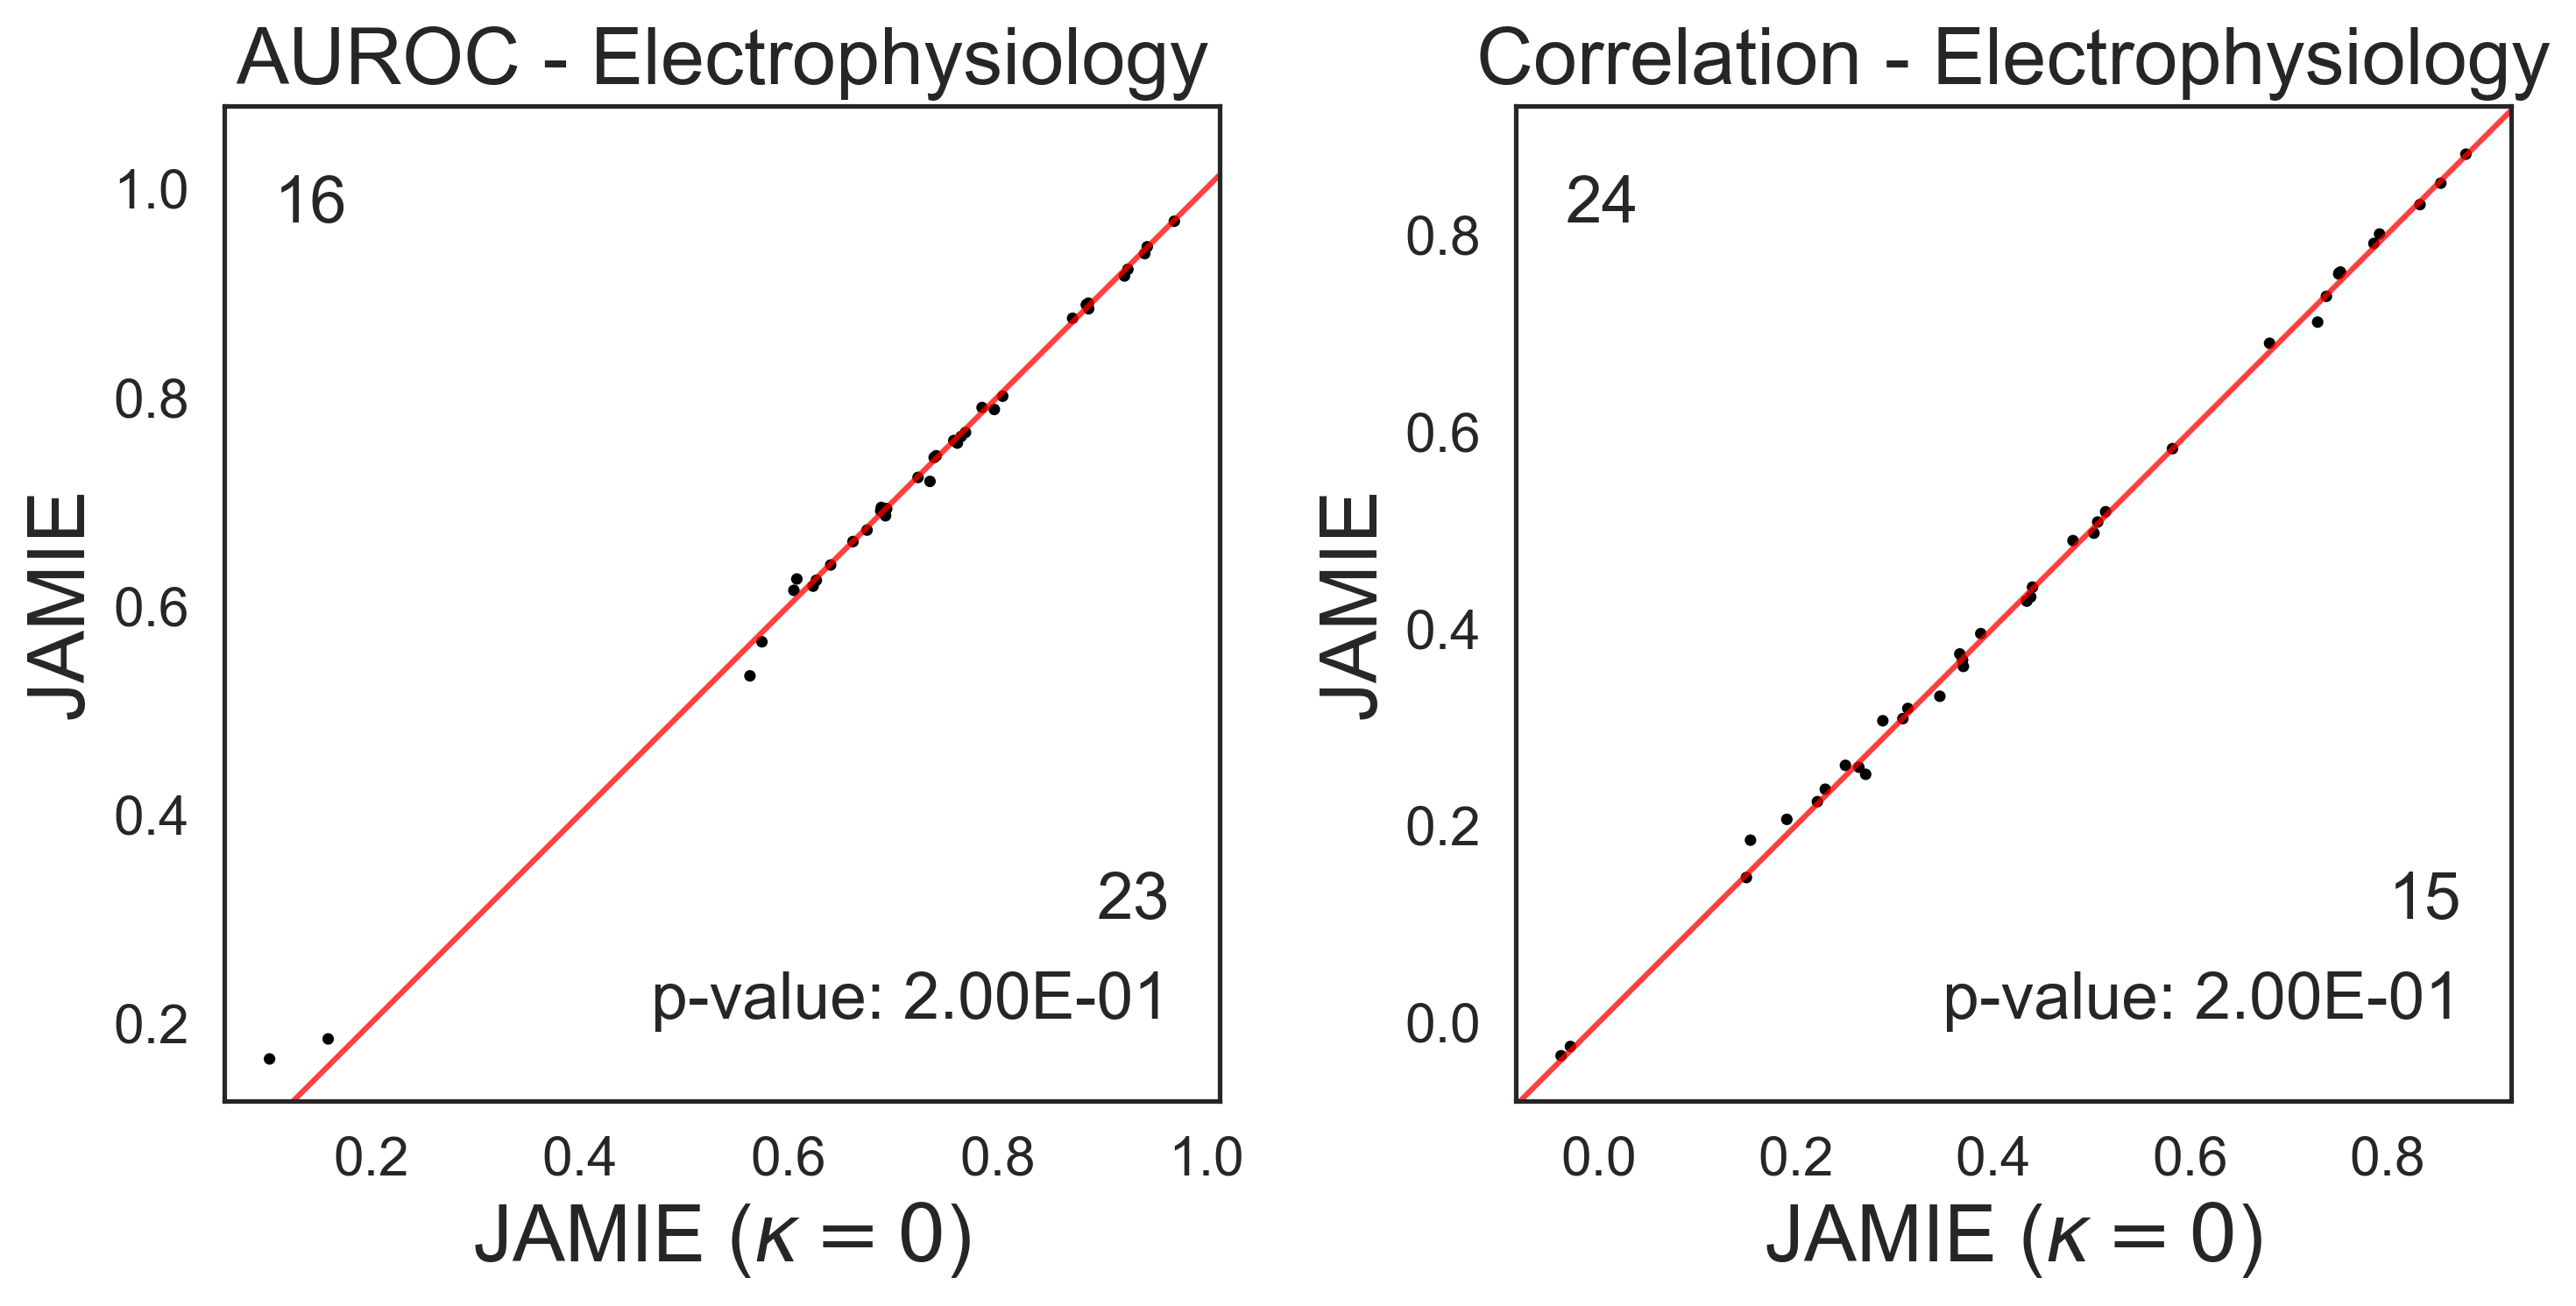 AUROC - Electrophysiology
JAMIE
1.0
0.8
0.6
0.4
0.2
16
23
p-value: 2.00E-01
0.2 0.4 0.6 0.8 1.0
JAMIE (κ = 0)
Correlation - Electrophysiology
JAMIE
0.8
0.6
0.4
0.2
0.0
24
15
p-value: 2.00E-01
0.0 0.2 0.4 0.6 0.8
JAMIE (κ = 0)